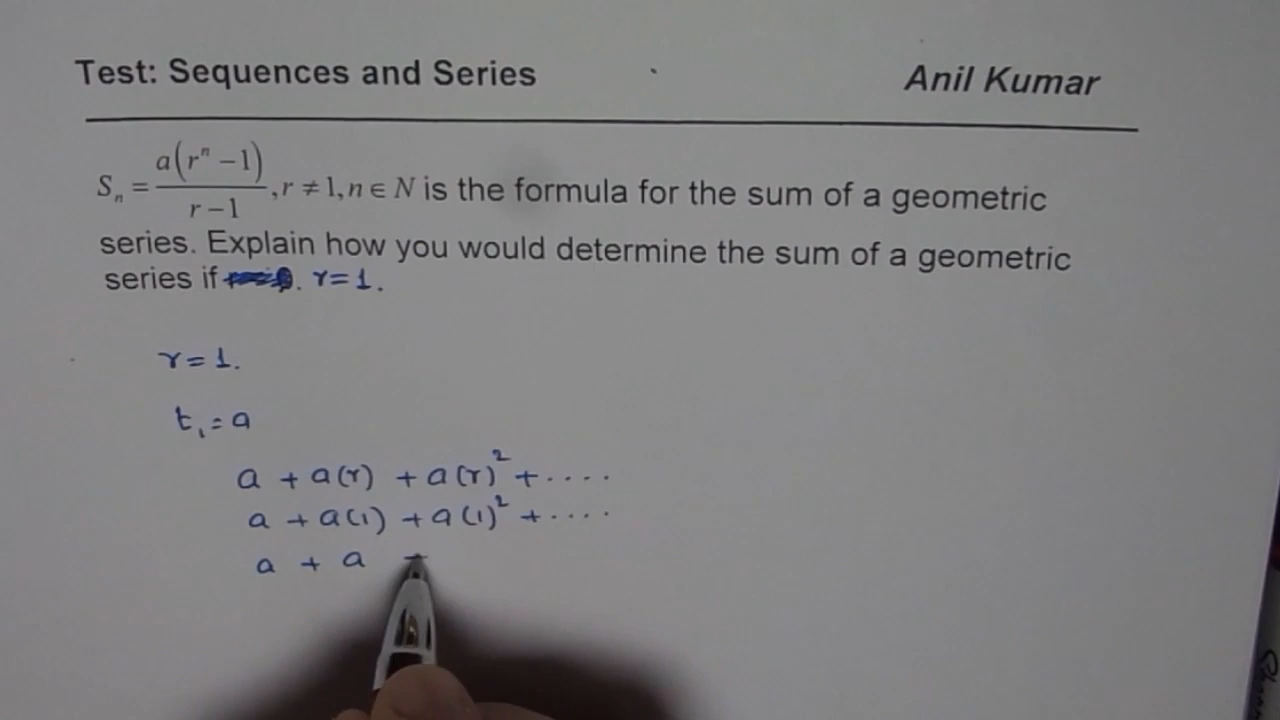 Test: Sequences and Series Anil Kumar
Sₙ = a(rⁿ − 1) / r − 1 , r ≠ 1, n ∈ N is the formula for the sum of a geometric
series. Explain how you would determine the sum of a geometric
series if . r=1.
r=1.
t₁=a
a + a(r) + a(r)² + ....
a + a(1) + a(1)² + ....
a + a